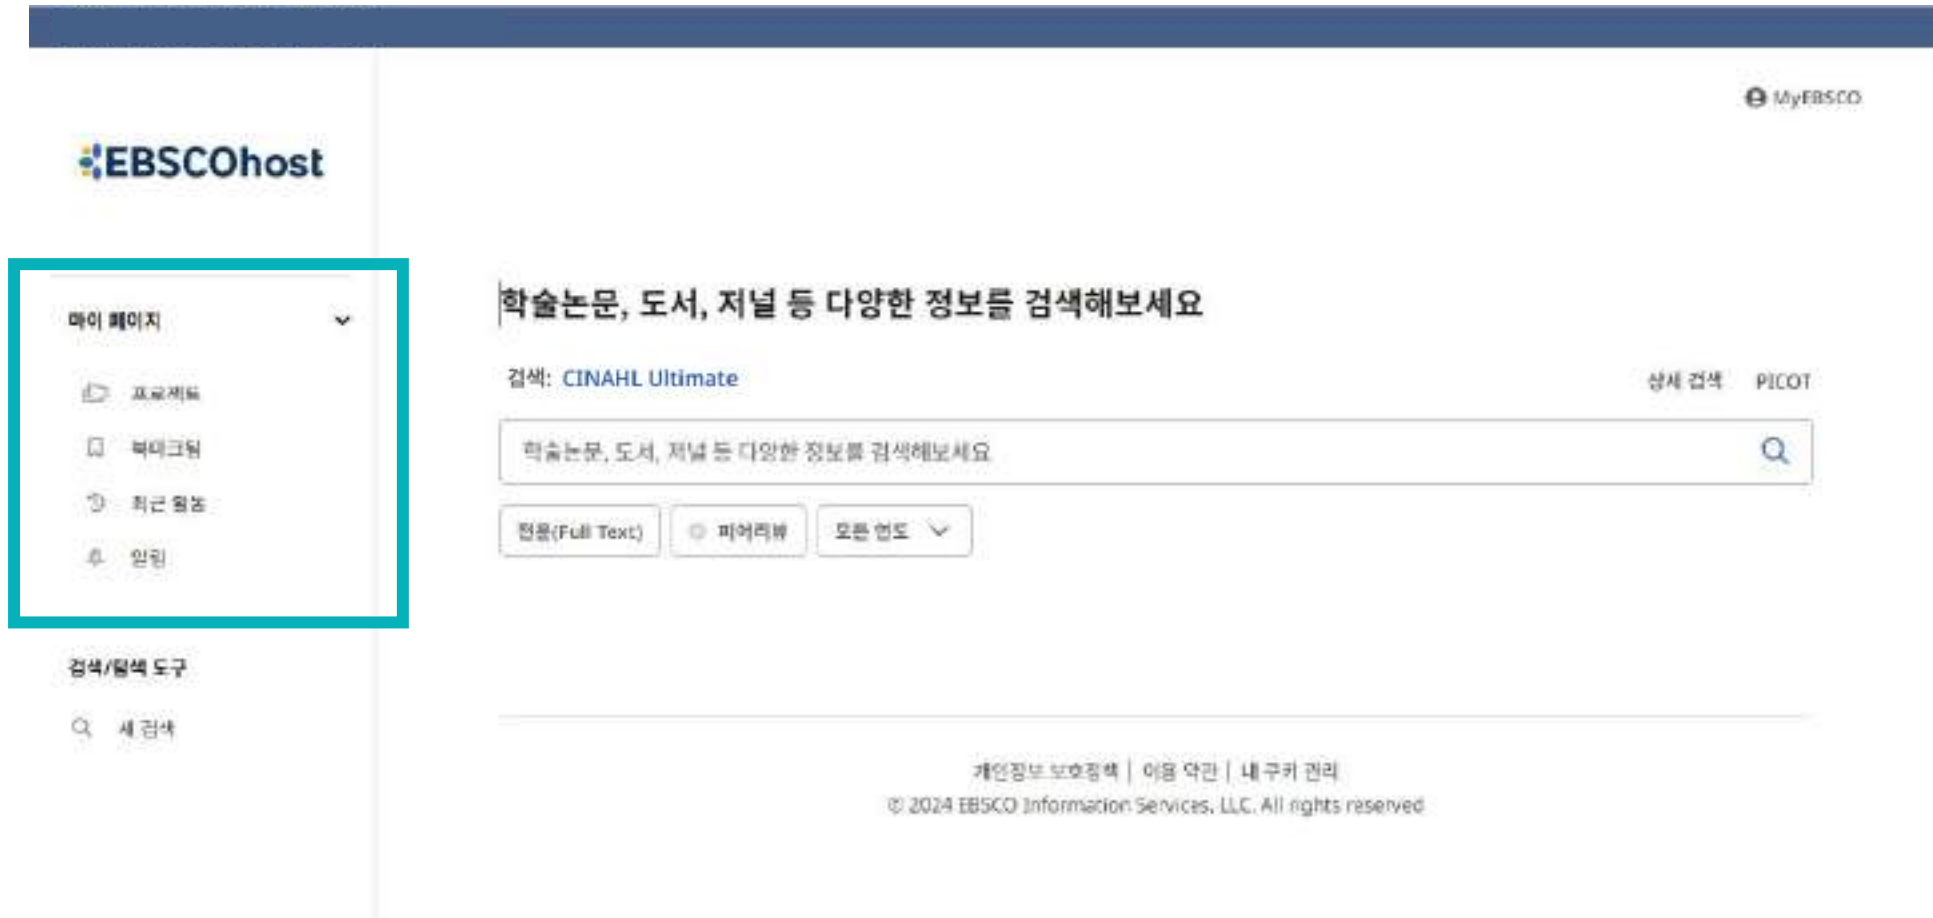 MyEBSCO
EBSCOhost
마이 페이지
프로젝트
북마크됨
최근 활동
알림
검색/탐색 도구
새 검색
학술논문, 도서, 저널 등 다양한 정보를 검색해보세요
검색: CINAHL Ultimate
상세 검색 PICOT
학술논문, 도서, 저널 등 다양한 정보를 검색해보세요
전문(Full Text) 피어리뷰 모든 연도
개인정보 보호정책 | 이용 약관 | 내 쿠키 관리
© 2024 EBSCO Information Services, LLC. All rights reserved